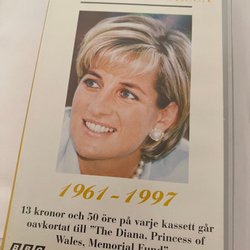 1961-1997
13 kronor och 50 öre på varje kassett går
oavkortat till "The Diana, Princess of
Wales, Memorial Fund"